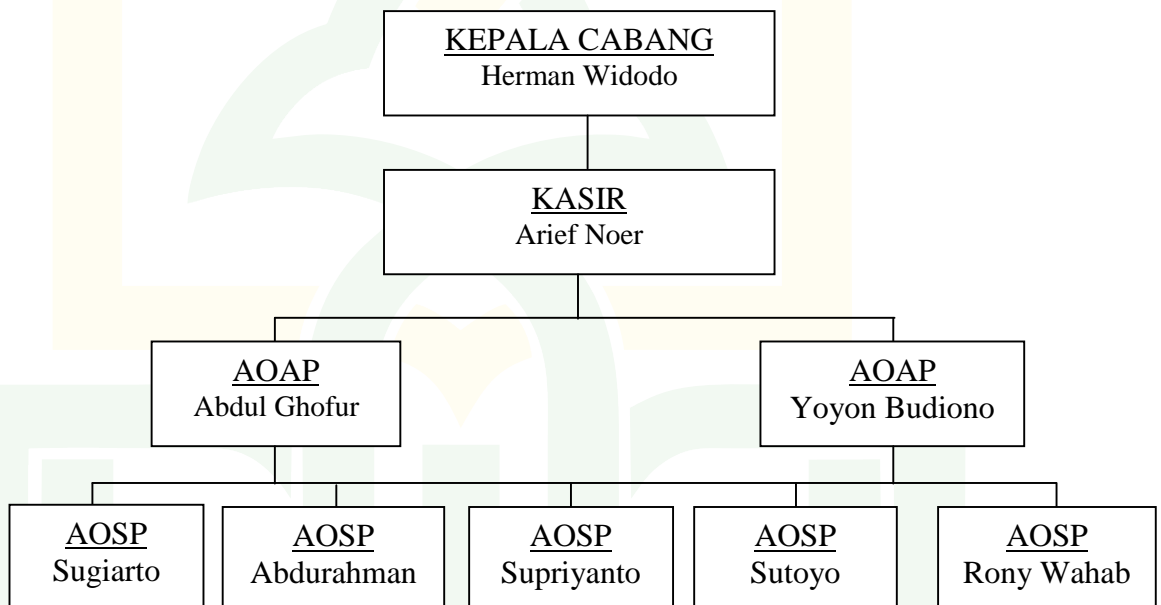 KEPALA CABANG
Herman Widodo
KASIR
Arief Noer
AOAP
Abdul Ghofur
AOAP
Yoyon Budiono
AOSP
Sugiarto
AOSP
Abdurahman
AOSP
Supriyanto
AOSP
Sutoyo
AOSP
Rony Wahab